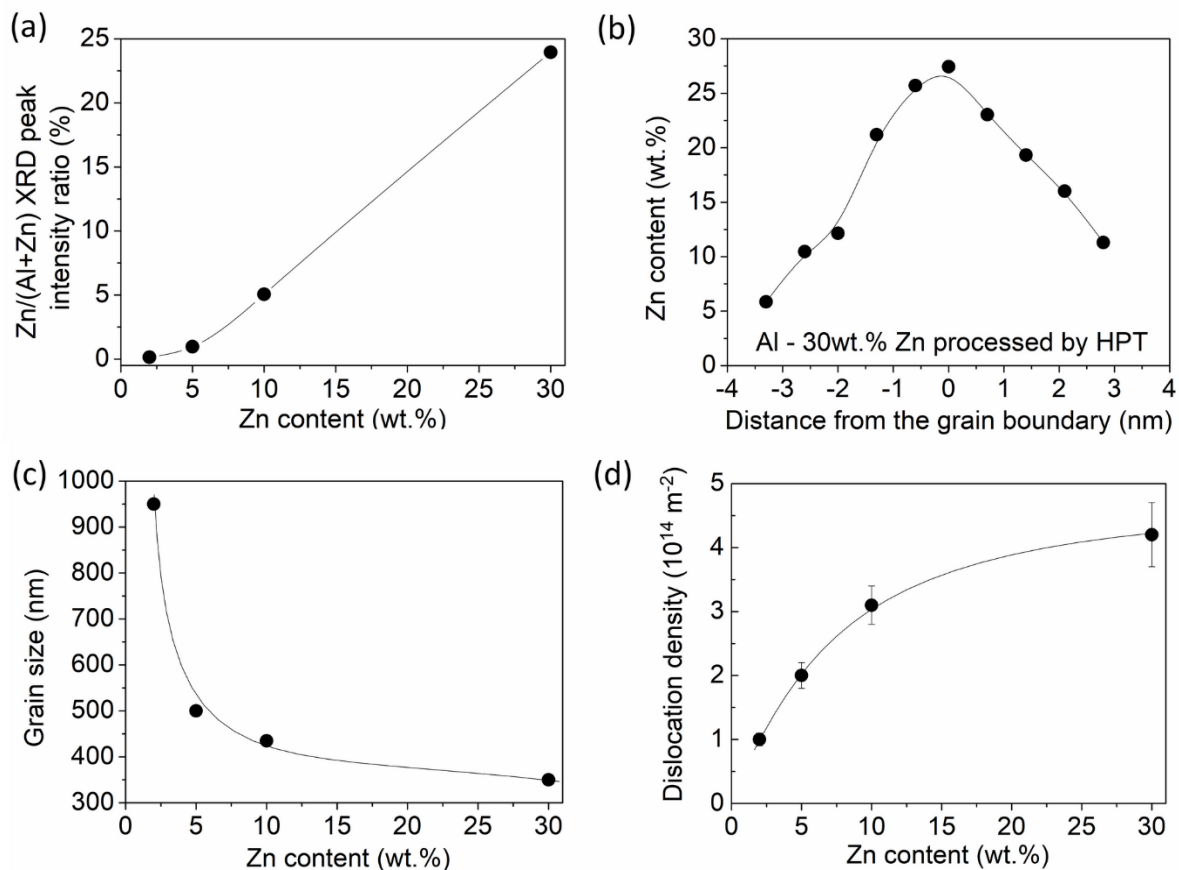 (a)
Zn/(Al+Zn) XRD peak
intensity ratio (%)
25
20
15
10
5
0
0 5 10 15 20 25 30
Zn content (wt.%)
(b)
Zn content (wt.%)
30
25
20
15
10
5
0
Al - 30wt.% Zn processed by HPT
-4 -3 -2 -1 0 1 2 3 4
Distance from the grain boundary (nm)
(c)
Grain size (nm)
1000
900
800
700
600
500
400
300
0 5 10 15 20 25 30
Zn content (wt.%)
(d)
Dislocation density (10¹⁴ m⁻²)
5
4
3
2
1
0
0 5 10 15 20 25 30
Zn content (wt.%)